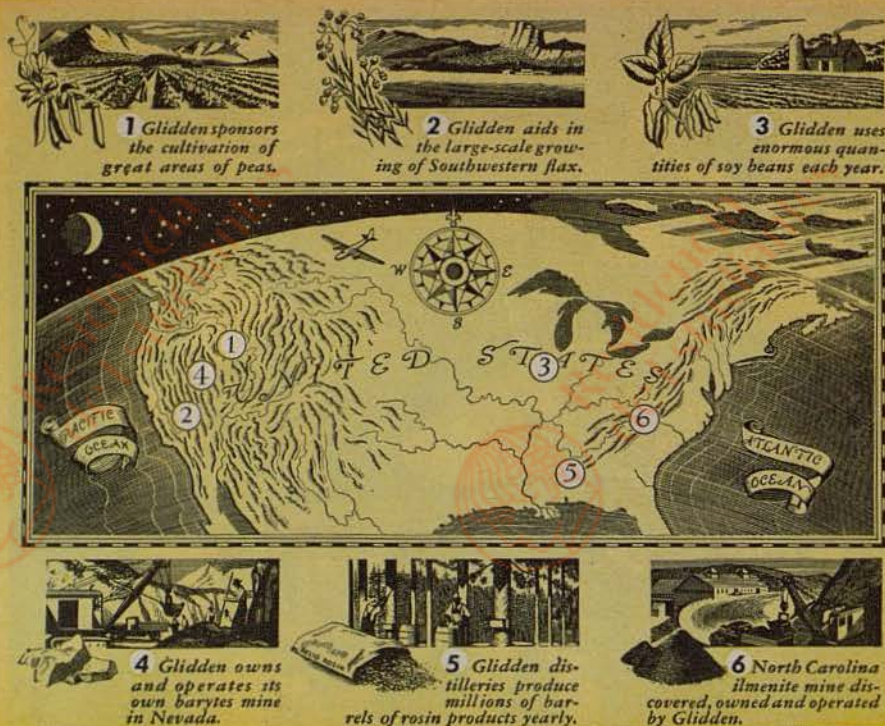 1 Glidden sponsors
the cultivation of
great areas of peas.
2 Glidden aids in
the large-scale grow-
ing of Southwestern flax.
3 Glidden uses
enormous quan-
tities of soy beans each year.
W E
S
UNITED STATES
1
4
2
3
6
5
PACIFIC
OCEAN
ATLANTIC
OCEAN
4 Glidden owns
and operates its
own barytes mine
in Nevada.
5 Glidden dis-
tilleries produce
millions of bar-
rels of rosin products yearly.
6 North Carolina
ilmenite mine dis-
covered, owned and operated
by Glidden.